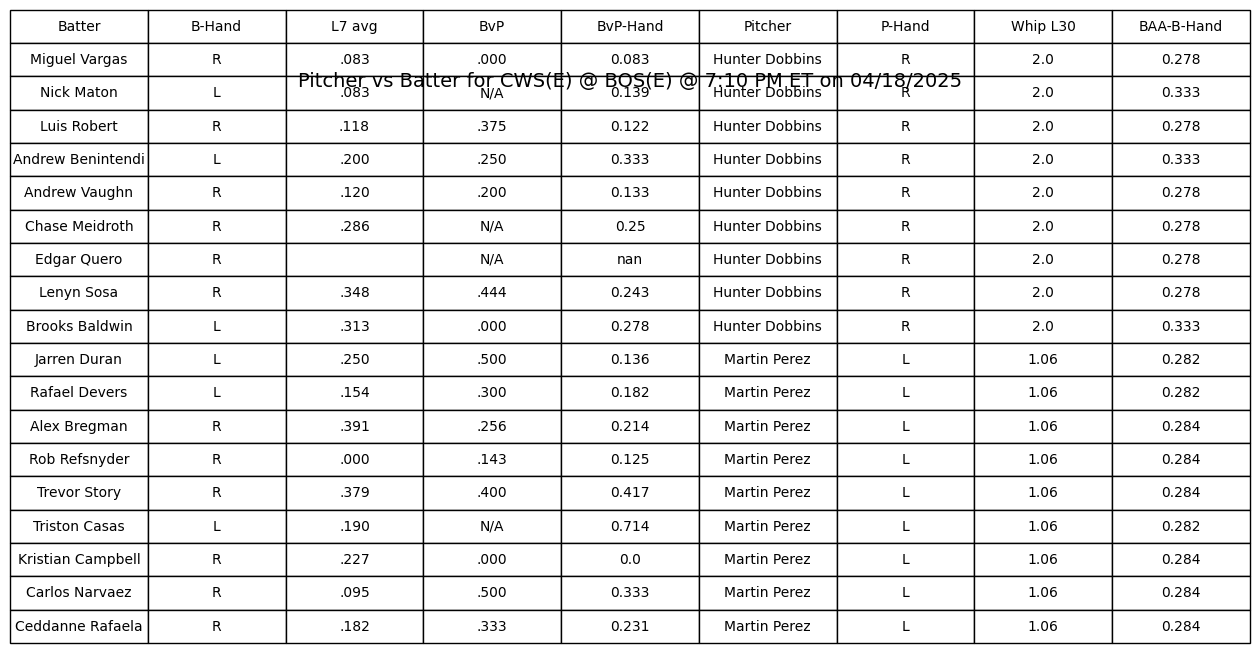 Batter B-Hand L7 avg BvP BvP-Hand Pitcher P-Hand Whip L30 BAA-B-Hand
Miguel Vargas R .083 .000 0.083 Hunter Dobbins R 2.0 0.278
Pitcher vs Batter for CWS(E) @ BOS(E) @ 7:10 PM ET on 04/18/2025
Nick Maton L .083 N/A 0.139 Hunter Dobbins R 2.0 0.333
Luis Robert R .118 .375 0.122 Hunter Dobbins R 2.0 0.278
Andrew Benintendi L .200 .250 0.333 Hunter Dobbins R 2.0 0.333
Andrew Vaughn R .120 .200 0.133 Hunter Dobbins R 2.0 0.278
Chase Meidroth R .286 N/A 0.25 Hunter Dobbins R 2.0 0.278
Edgar Quero R N/A nan Hunter Dobbins R 2.0 0.278
Lenyn Sosa R .348 .444 0.243 Hunter Dobbins R 2.0 0.278
Brooks Baldwin L .313 .000 0.278 Hunter Dobbins R 2.0 0.333
Jarren Duran L .250 .500 0.136 Martin Perez L 1.06 0.282
Rafael Devers L .154 .300 0.182 Martin Perez L 1.06 0.282
Alex Bregman R .391 .256 0.214 Martin Perez L 1.06 0.284
Rob Refsnyder R .000 .143 0.125 Martin Perez L 1.06 0.284
Trevor Story R .379 .400 0.417 Martin Perez L 1.06 0.284
Triston Casas L .190 N/A 0.714 Martin Perez L 1.06 0.282
Kristian Campbell R .227 .000 0.0 Martin Perez L 1.06 0.284
Carlos Narvaez R .095 .500 0.333 Martin Perez L 1.06 0.284
Ceddanne Rafaela R .182 .333 0.231 Martin Perez L 1.06 0.284